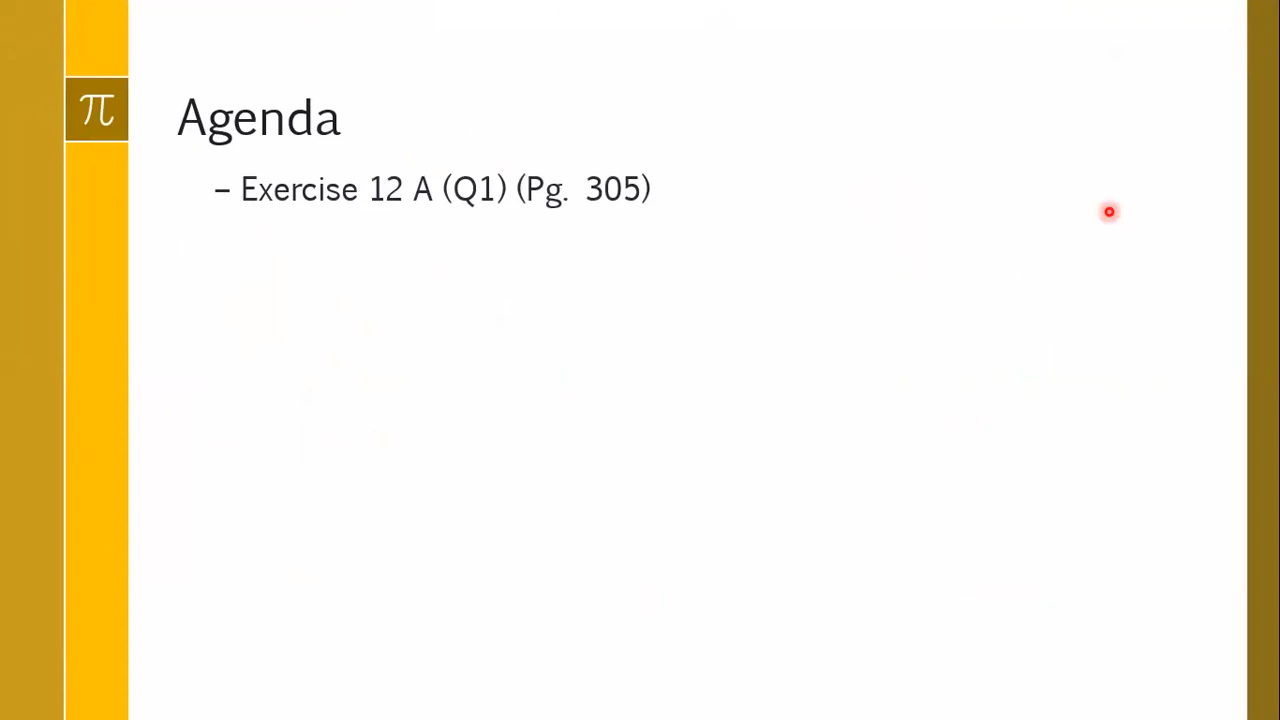 π
Agenda
– Exercise 12 A (Q1) (Pg. 305)